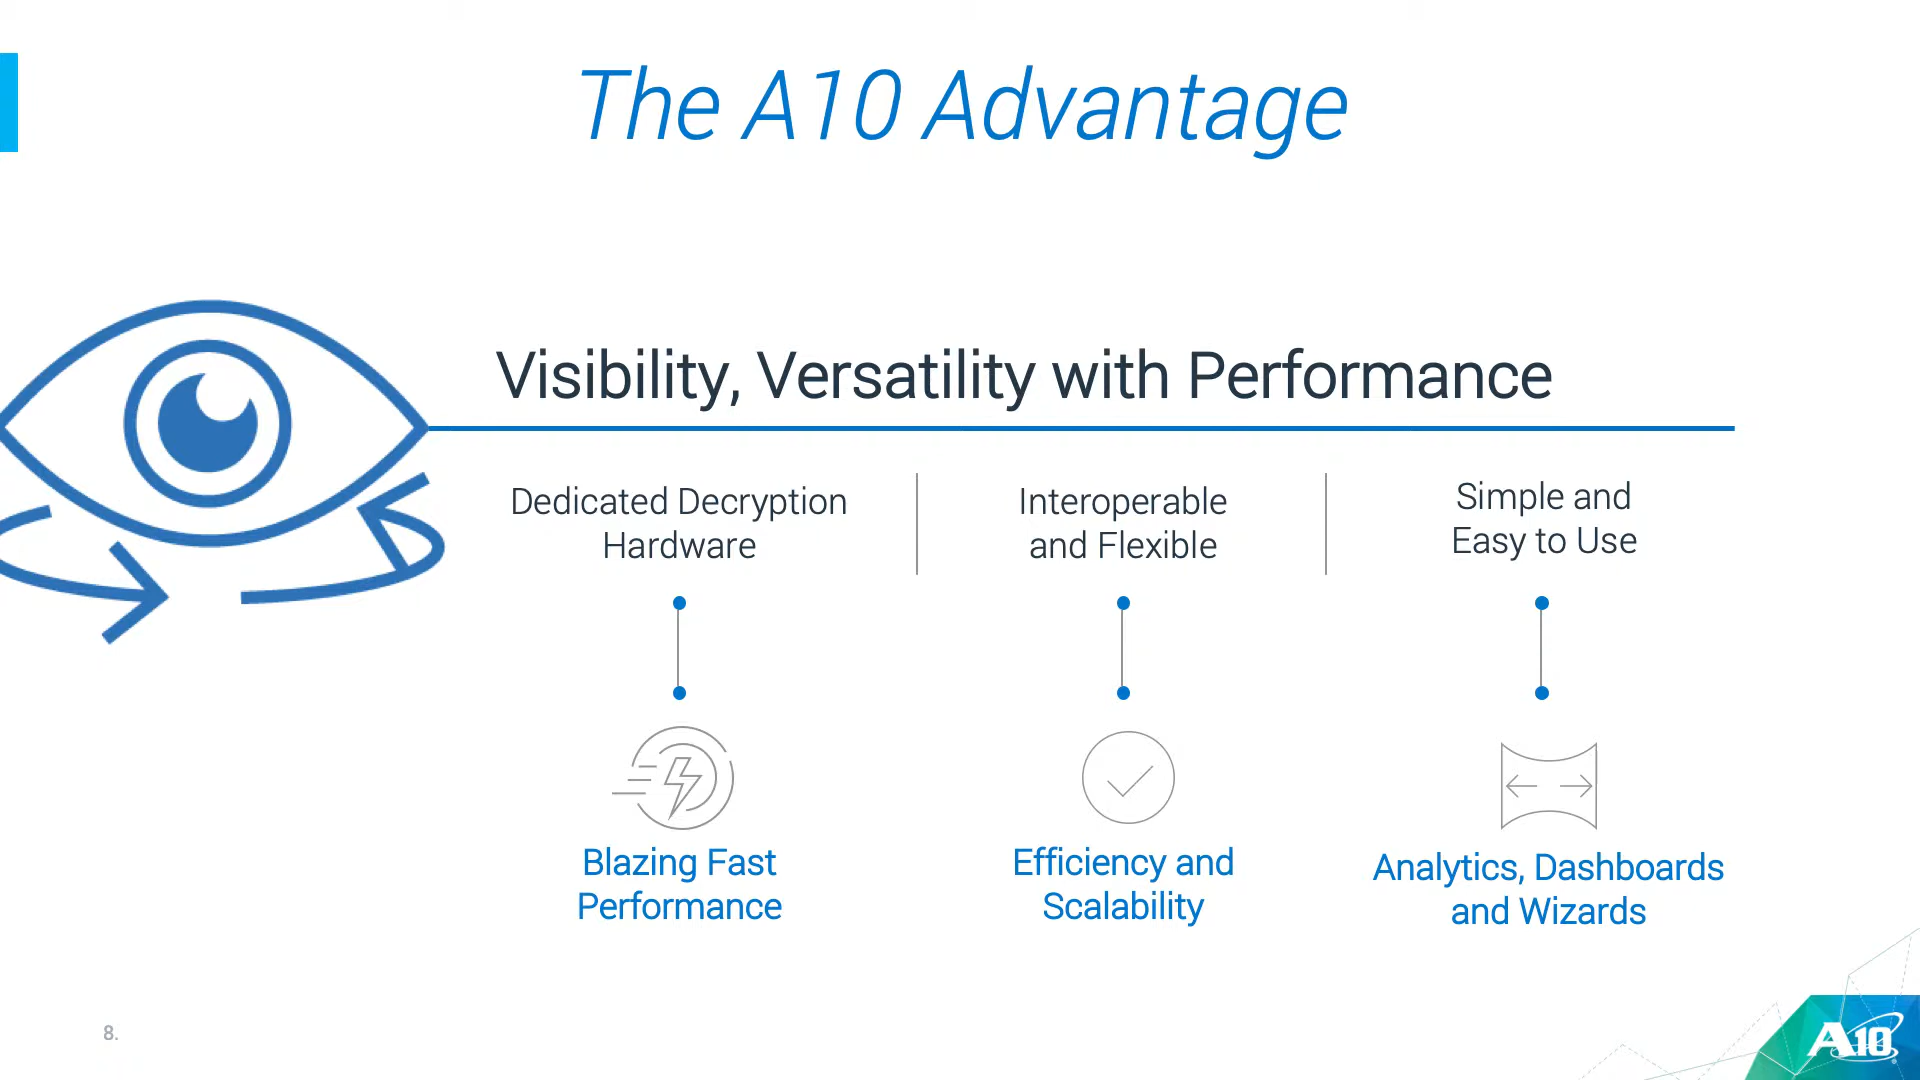 The A10 Advantage
Visibility, Versatility with Performance
Dedicated Decryption
Hardware
Interoperable
and Flexible
Simple and
Easy to Use
Blazing Fast
Performance
Efficiency and
Scalability
Analytics, Dashboards
and Wizards
8.
A10